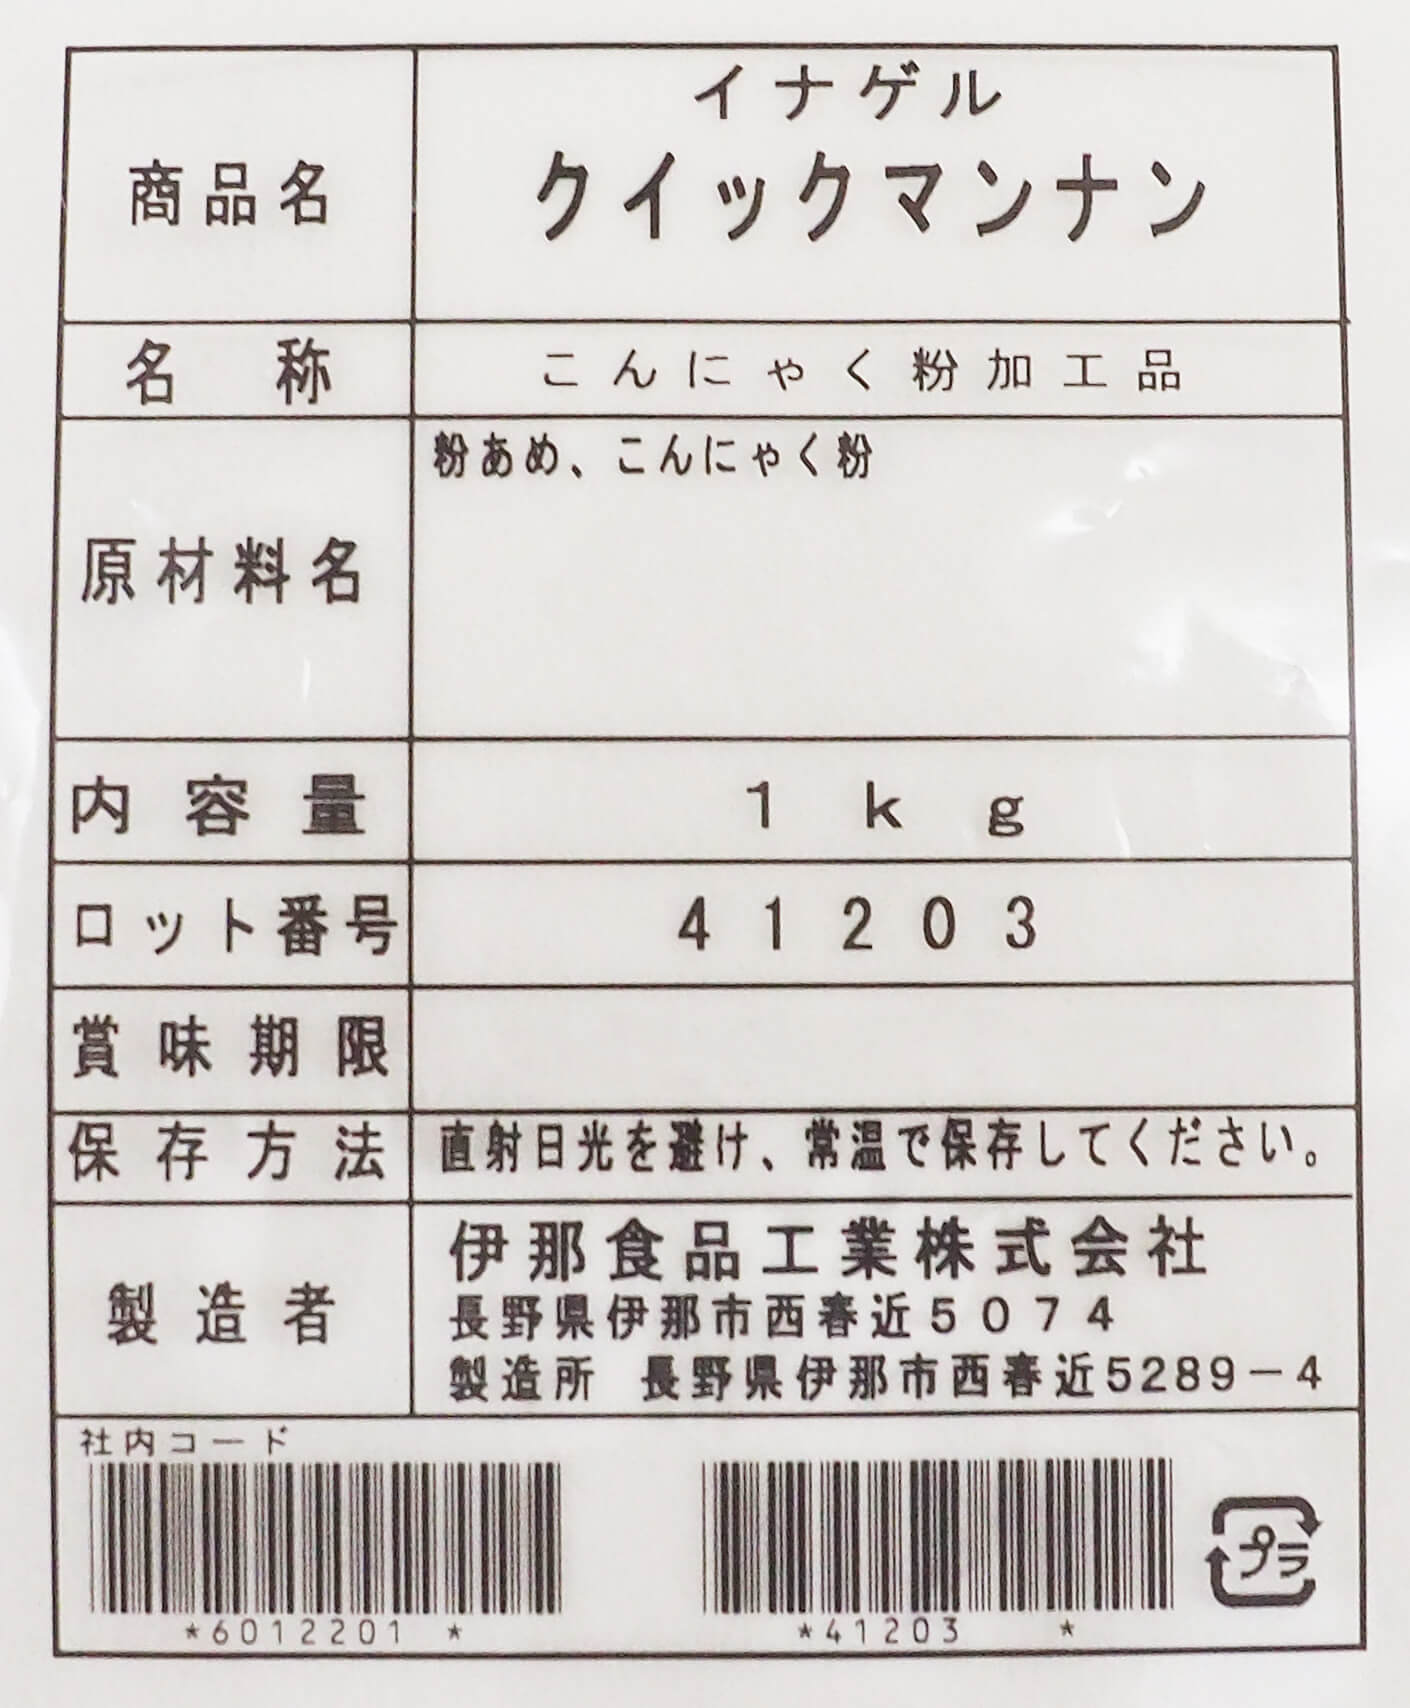 商品名
イナゲル
クイックマンナン
名称
こんにゃく粉加工品
原材料名
粉あめ、こんにゃく粉
内容量
1kg
ロット番号
41203
賞味期限
保存方法
直射日光を避け、常温で保存してください。
製造者
伊那食品工業株式会社
長野県伊那市西春近5074
製造所 長野県伊那市西春近5289-4
社内コード
*6012201 *
*41203 *
プラ